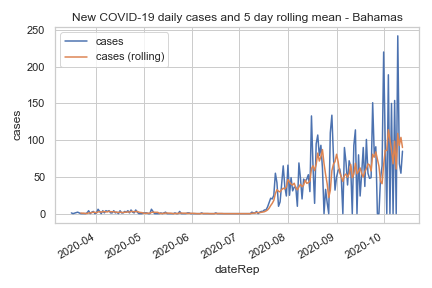 New COVID-19 daily cases and 5 day rolling mean - Bahamas
cases
cases (rolling)
250
200
150
100
50
0
cases
2020-04
2020-05
2020-06
2020-07
2020-08
2020-09
2020-10
dateRep